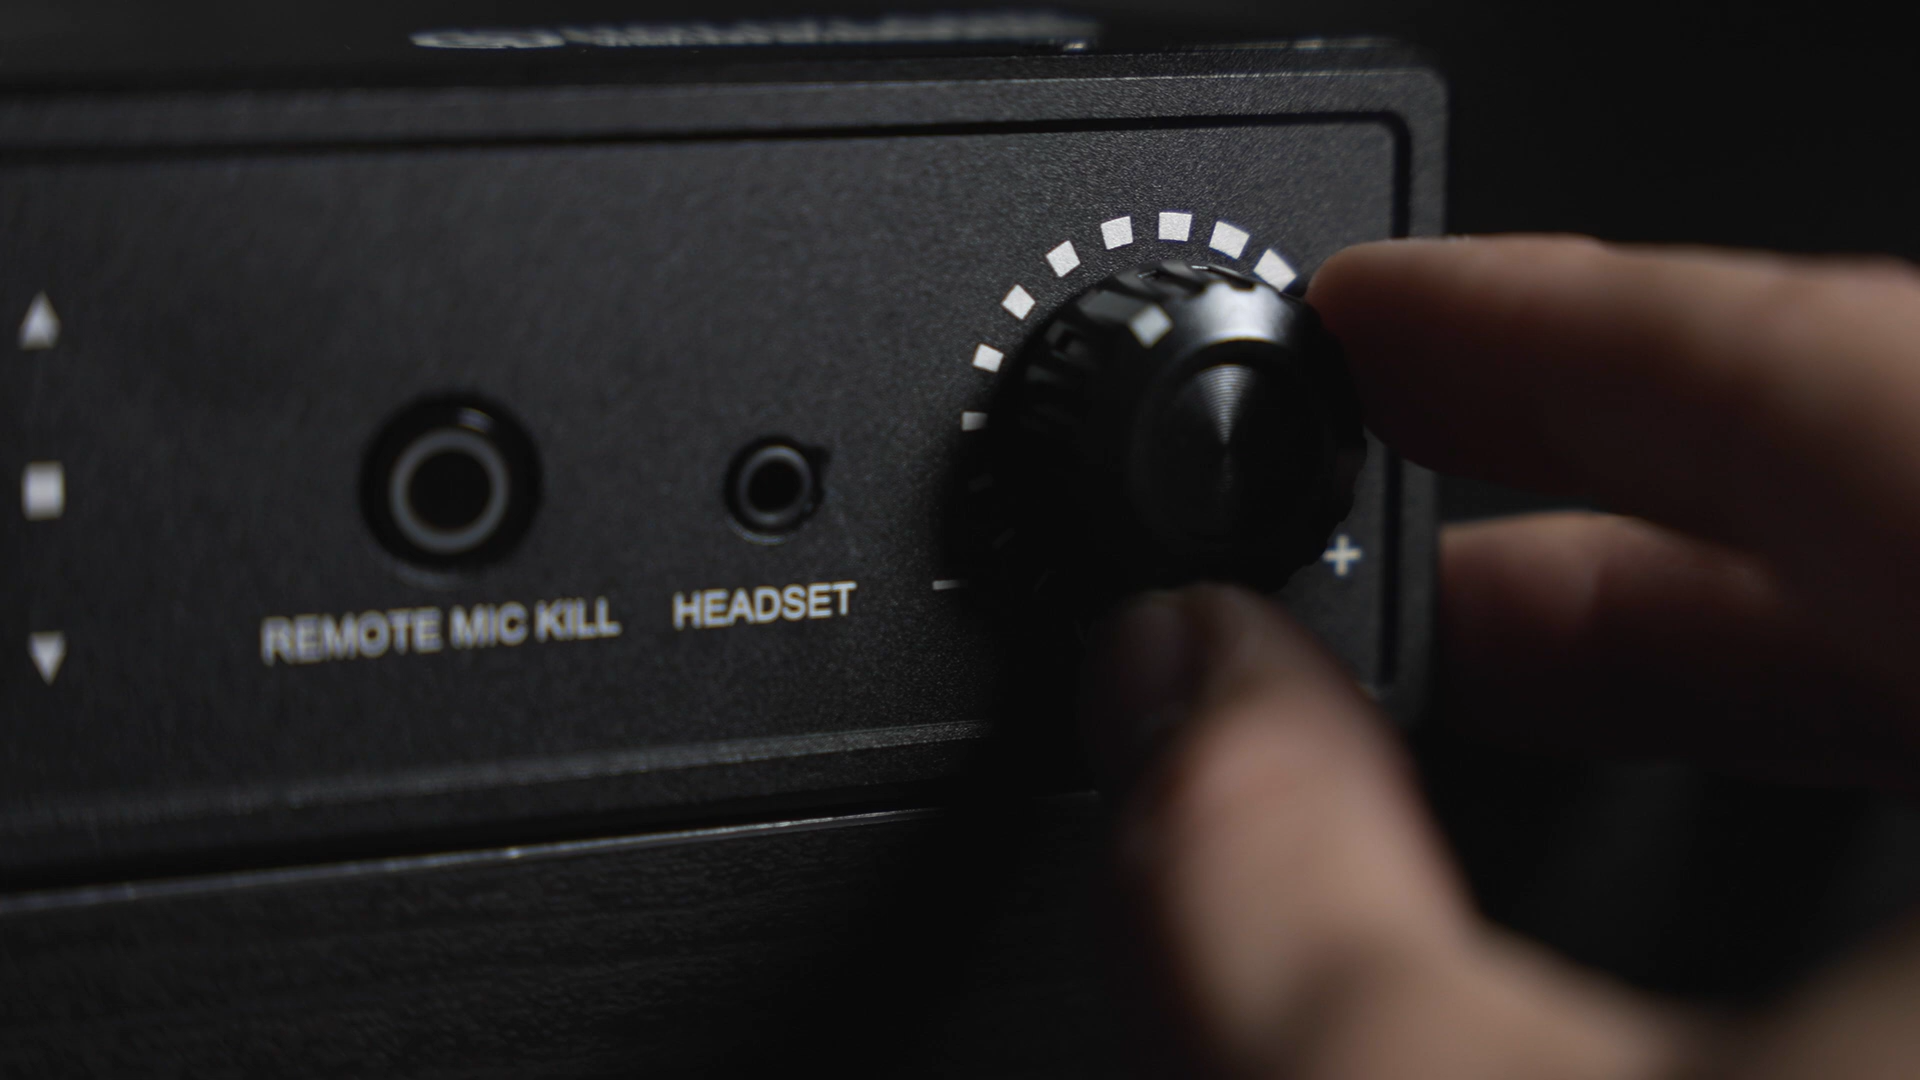 REMOTE MIC KILL
HEADSET
- +